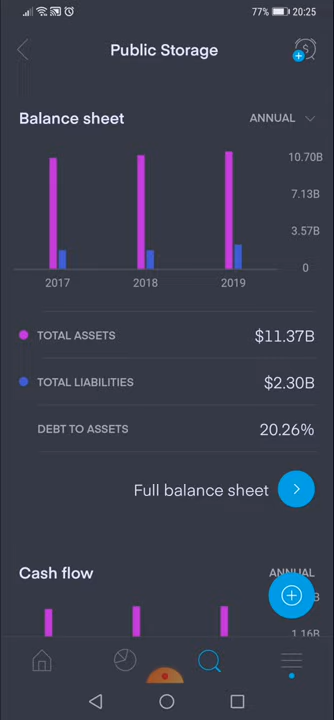 77% 20:25
Public Storage
Balance sheet ANNUAL
10.70B
7.13B
3.57B
0
2017 2018 2019
TOTAL ASSETS $11.37B
TOTAL LIABILITIES $2.30B
DEBT TO ASSETS 20.26%
Full balance sheet
Cash flow ANNUAL
1.16B